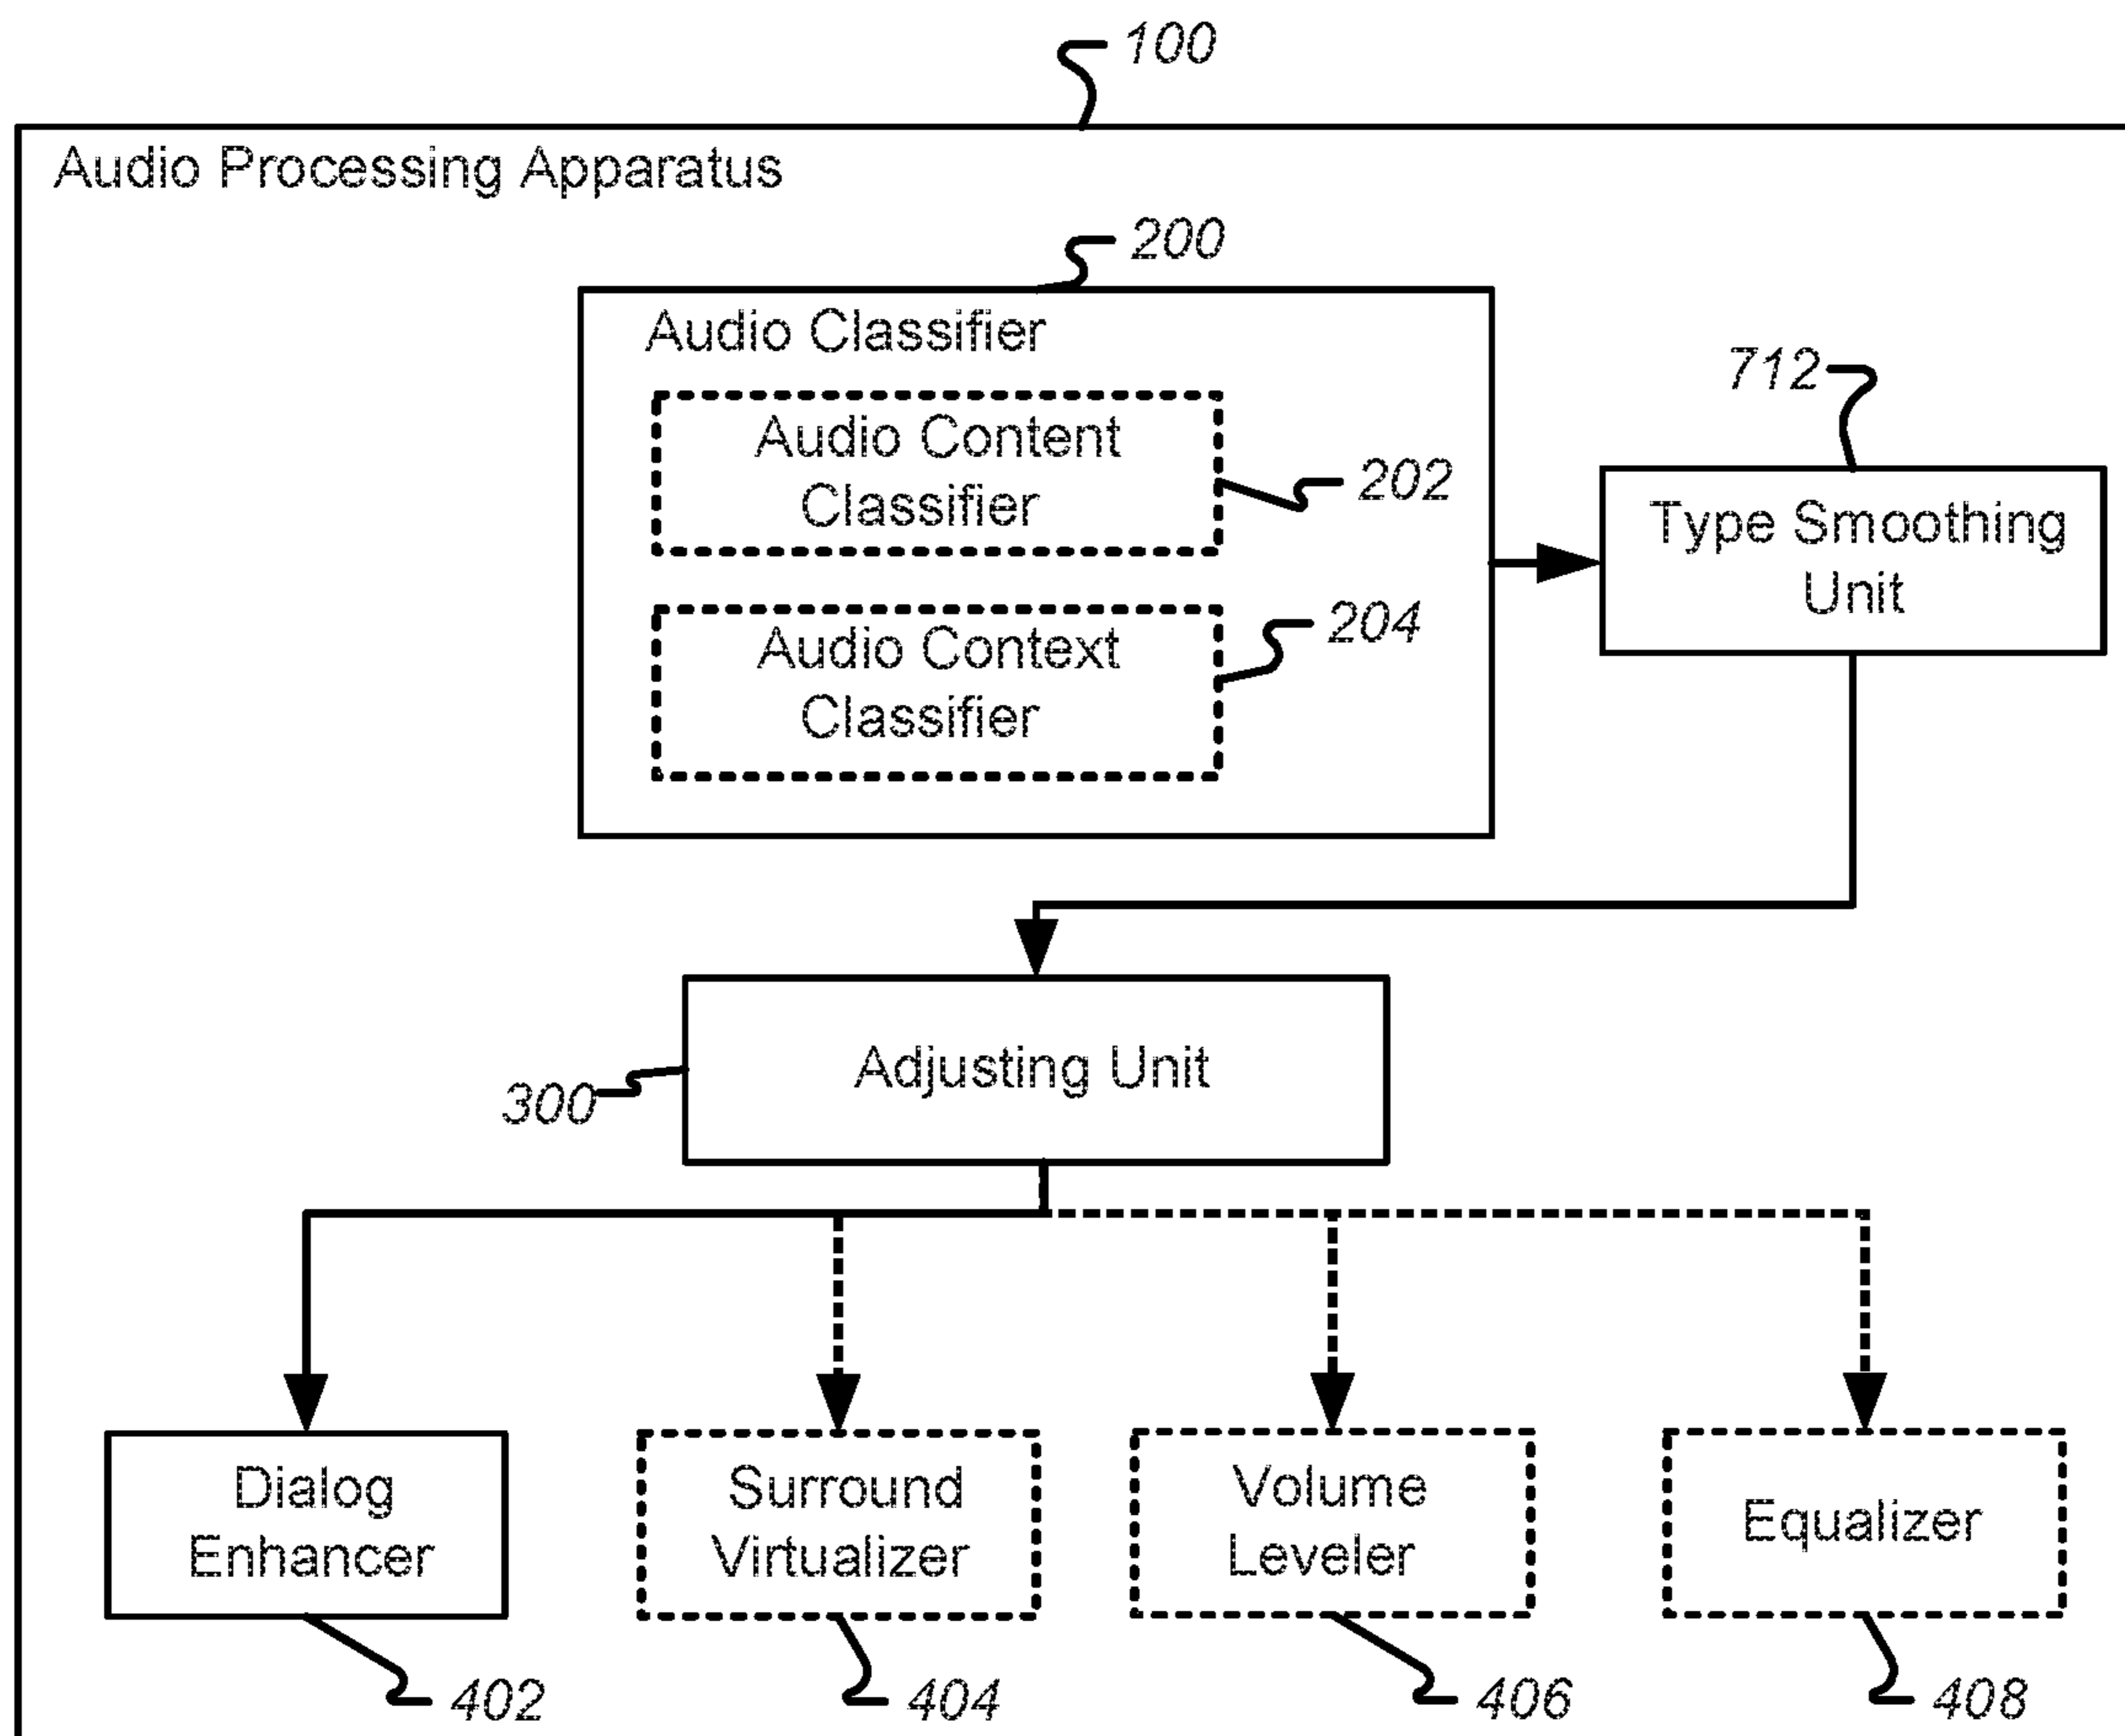 100
Audio Processing Apparatus
200
Audio Classifier
712
Audio Content
Classifier
202
Type Smoothing
Unit
Audio Context
Classifier
204
Adjusting Unit
300
Dialog
Enhancer
Surround
Virtualizer
Volume
Leveler
Equalizer
402
404
406
408